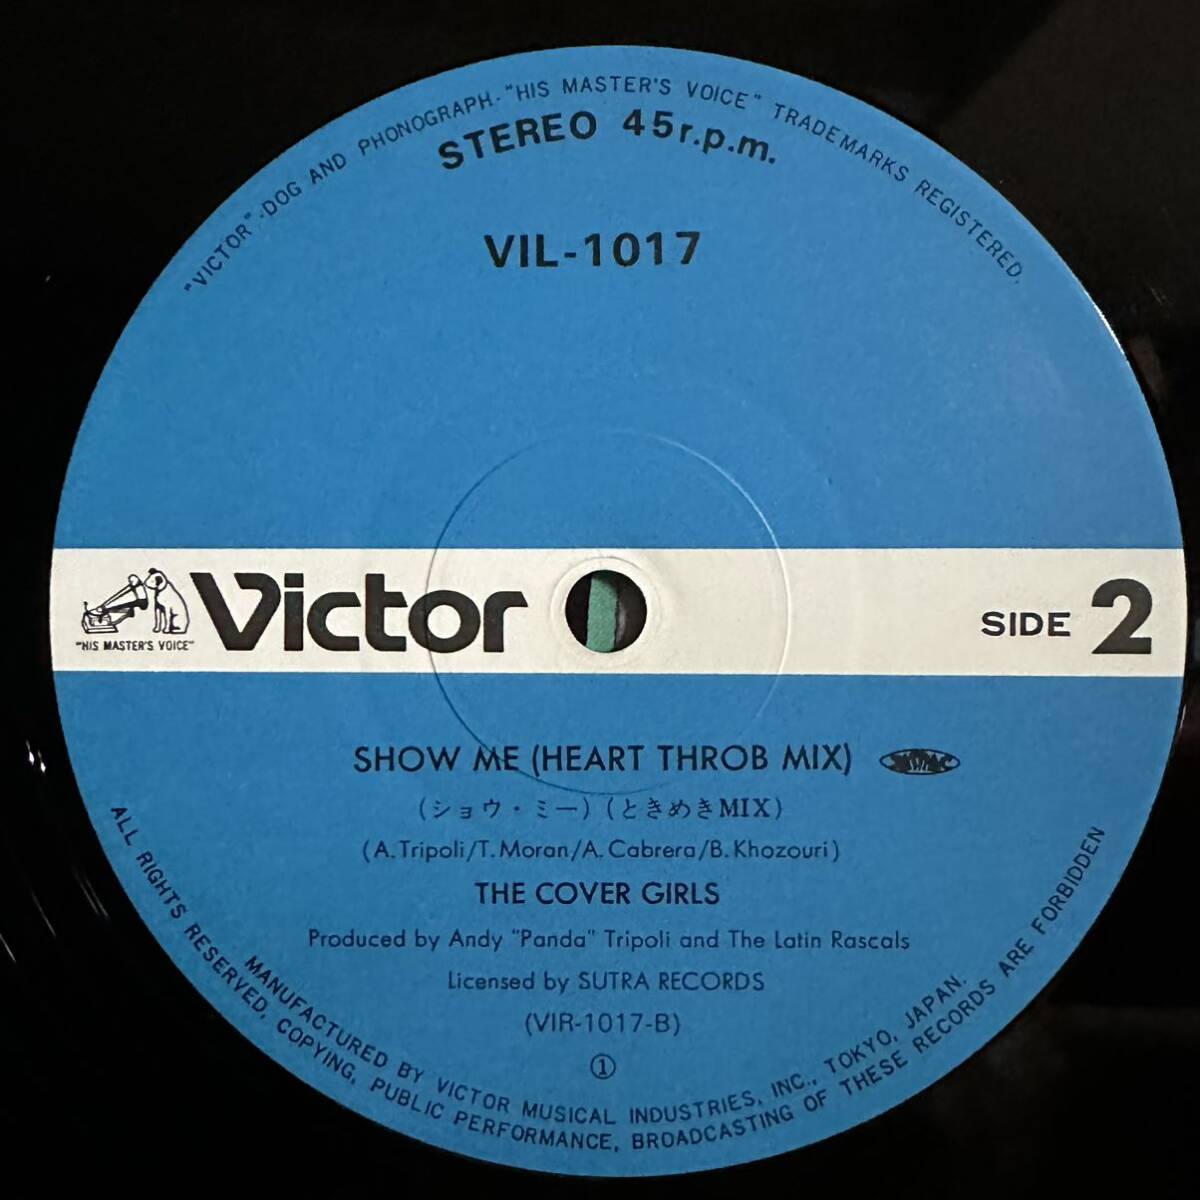 "VICTOR"-DOG AND PHONOGRAPH-"HIS MASTER'S VOICE" TRADEMARKS REGISTERED.
STEREO 45r.p.m.
VIL-1017
Victor
"HIS MASTER'S VOICE"
SIDE 2
SHOW ME (HEART THROB MIX)
(ショウ・ミー) (ときめきMIX)
(A. Tripoli/T. Moran/A. Cabrera/B. Khozouri)
THE COVER GIRLS
Produced by Andy "Panda" Tripoli and The Latin Rascals
Licensed by SUTRA RECORDS
(VIR-1017-B)
①
MANUFACTURED BY VICTOR MUSICAL INDUSTRIES, INC., TOKYO, JAPAN.
ALL RIGHTS RESERVED, COPYING, PUBLIC PERFORMANCE, BROADCASTING OF THESE RECORDS ARE FORBIDDEN